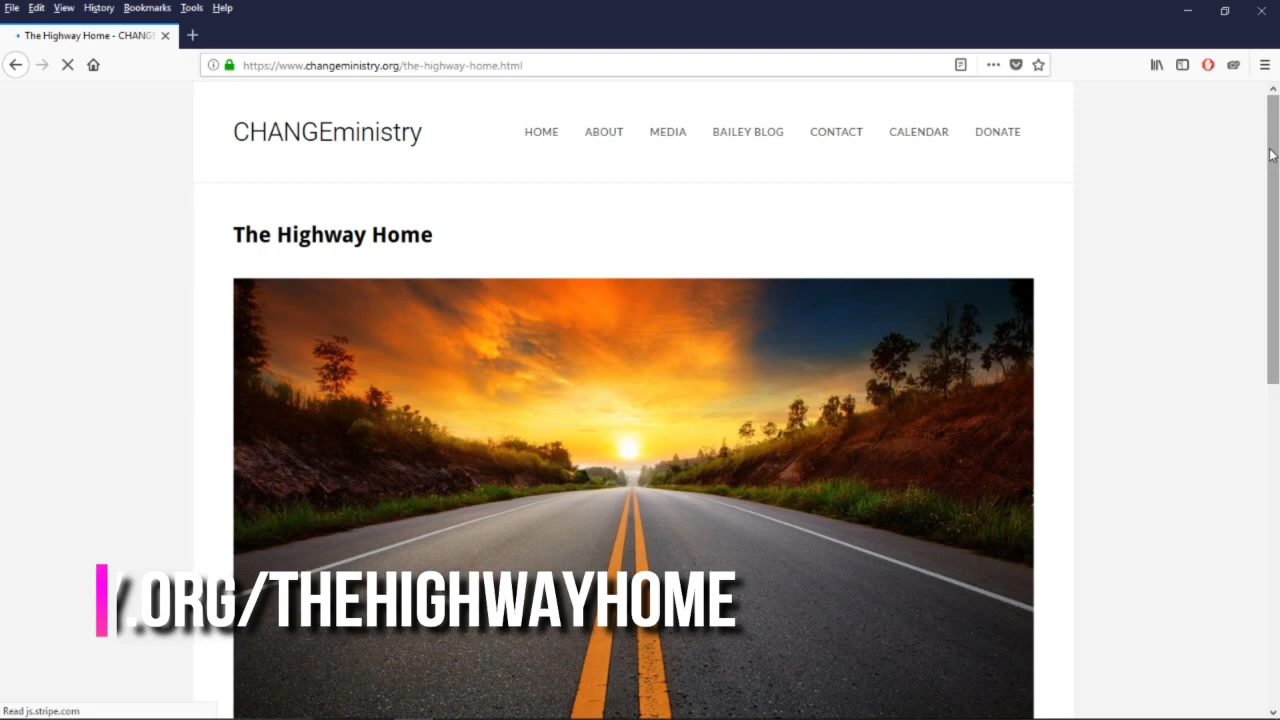 File Edit View History Bookmarks Tools Help
The Highway Home - CHANGE
https://www.changeministry.org/the-highway-home.html
CHANGEministry
HOME ABOUT MEDIA BAILEY BLOG CONTACT CALENDAR DONATE
The Highway Home
.ORG/THEHIGHWAYHOME
Read js.stripe.com